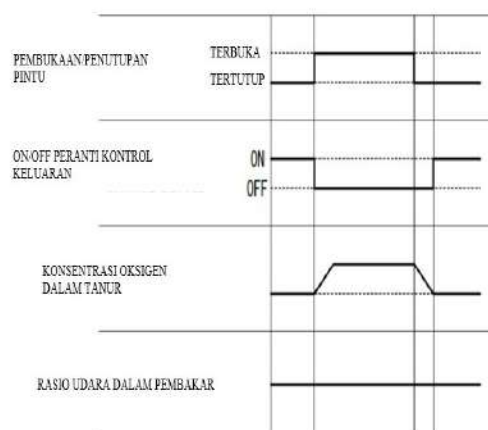 PEMBUKAAN/PENUTUPAN
PINTU
TERBUKA
TERTUTUP
ON/OFF PERANTI KONTROL
KELUARAN
ON
OFF
KONSENTRASI OKSIGEN
DALAM TANUR
RASIO UDARA DALAM PEMBAKAR